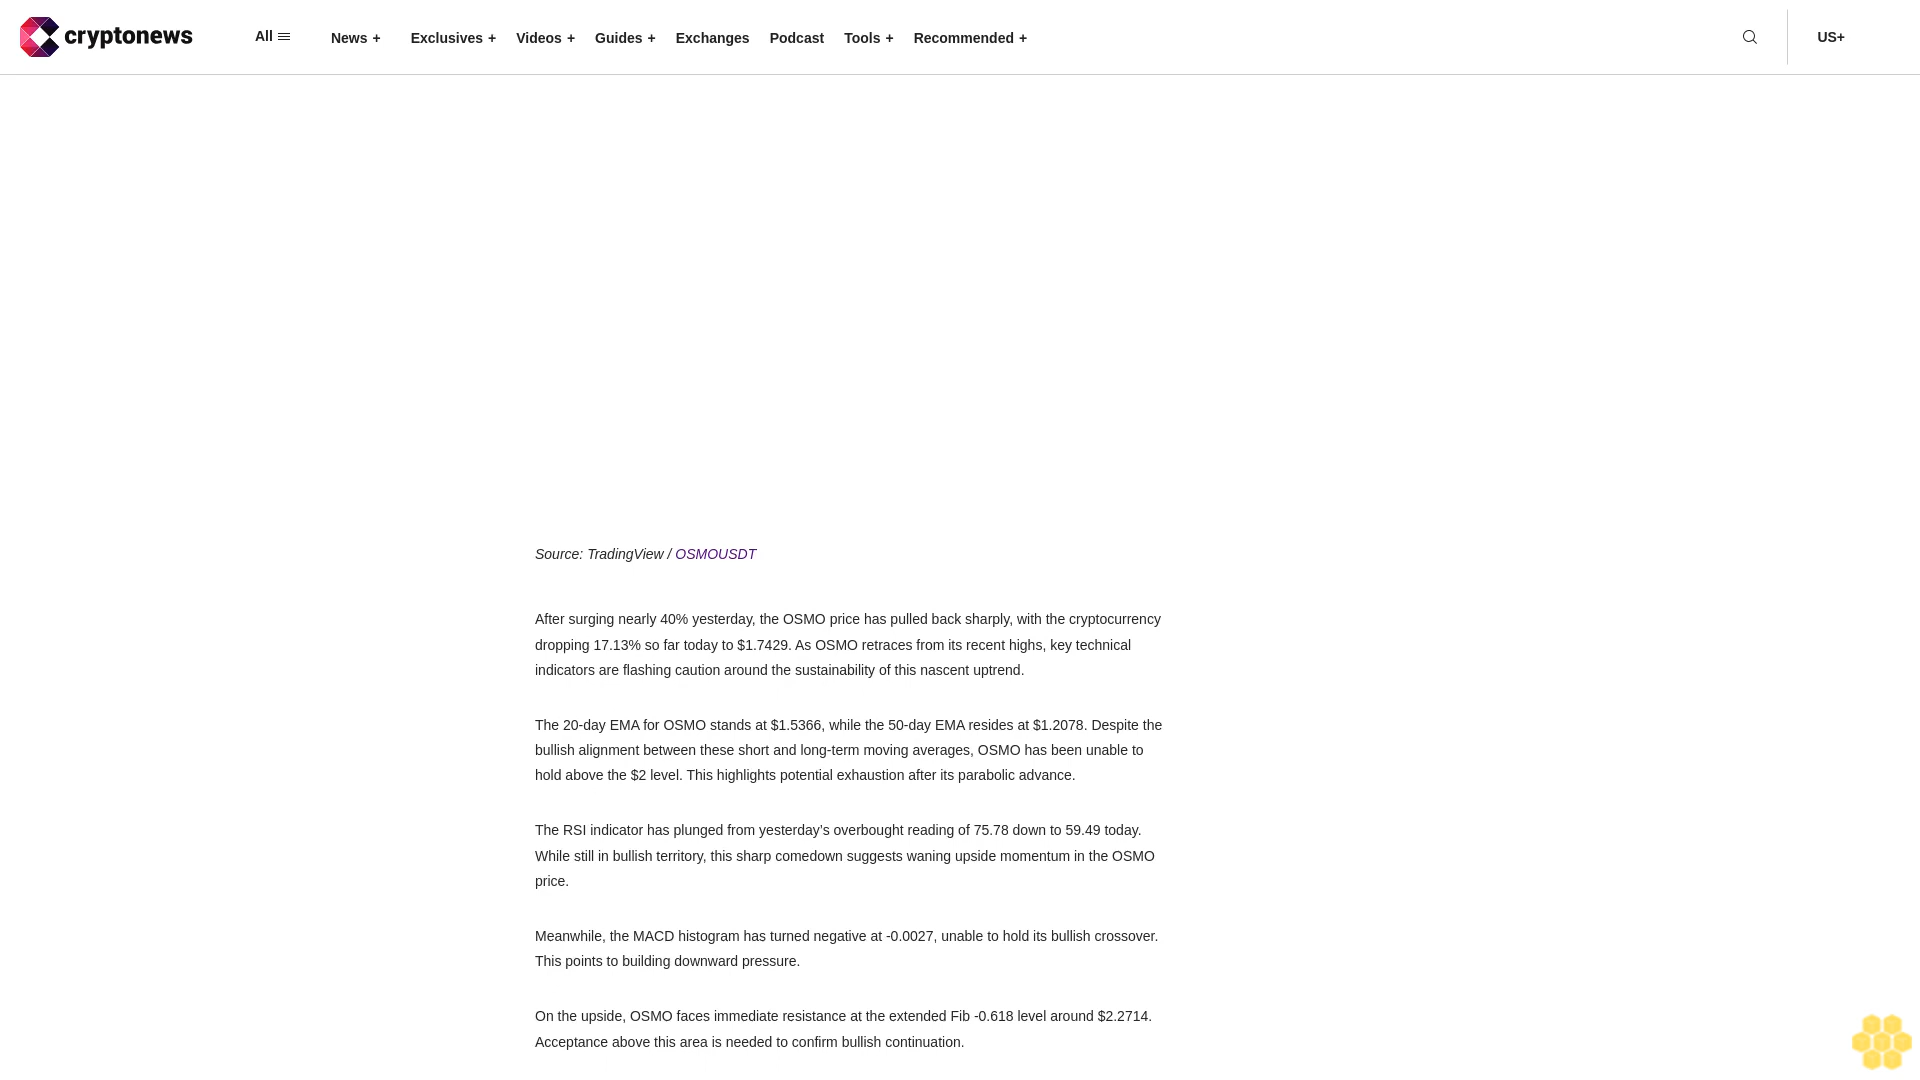 cryptonews
All
News +
Exclusives +
Videos +
Guides +
Exchanges
Podcast
Tools +
Recommended +
US+
Source: TradingView / OSMOUSDT
After surging nearly 40% yesterday, the OSMO price has pulled back sharply, with the cryptocurrency
dropping 17.13% so far today to $1.7429. As OSMO retraces from its recent highs, key technical
indicators are flashing caution around the sustainability of this nascent uptrend.
The 20-day EMA for OSMO stands at $1.5366, while the 50-day EMA resides at $1.2078. Despite the
bullish alignment between these short and long-term moving averages, OSMO has been unable to
hold above the $2 level. This highlights potential exhaustion after its parabolic advance.
The RSI indicator has plunged from yesterday’s overbought reading of 75.78 down to 59.49 today.
While still in bullish territory, this sharp comedown suggests waning upside momentum in the OSMO
price.
Meanwhile, the MACD histogram has turned negative at -0.0027, unable to hold its bullish crossover.
This points to building downward pressure.
On the upside, OSMO faces immediate resistance at the extended Fib -0.618 level around $2.2714.
Acceptance above this area is needed to confirm bullish continuation.